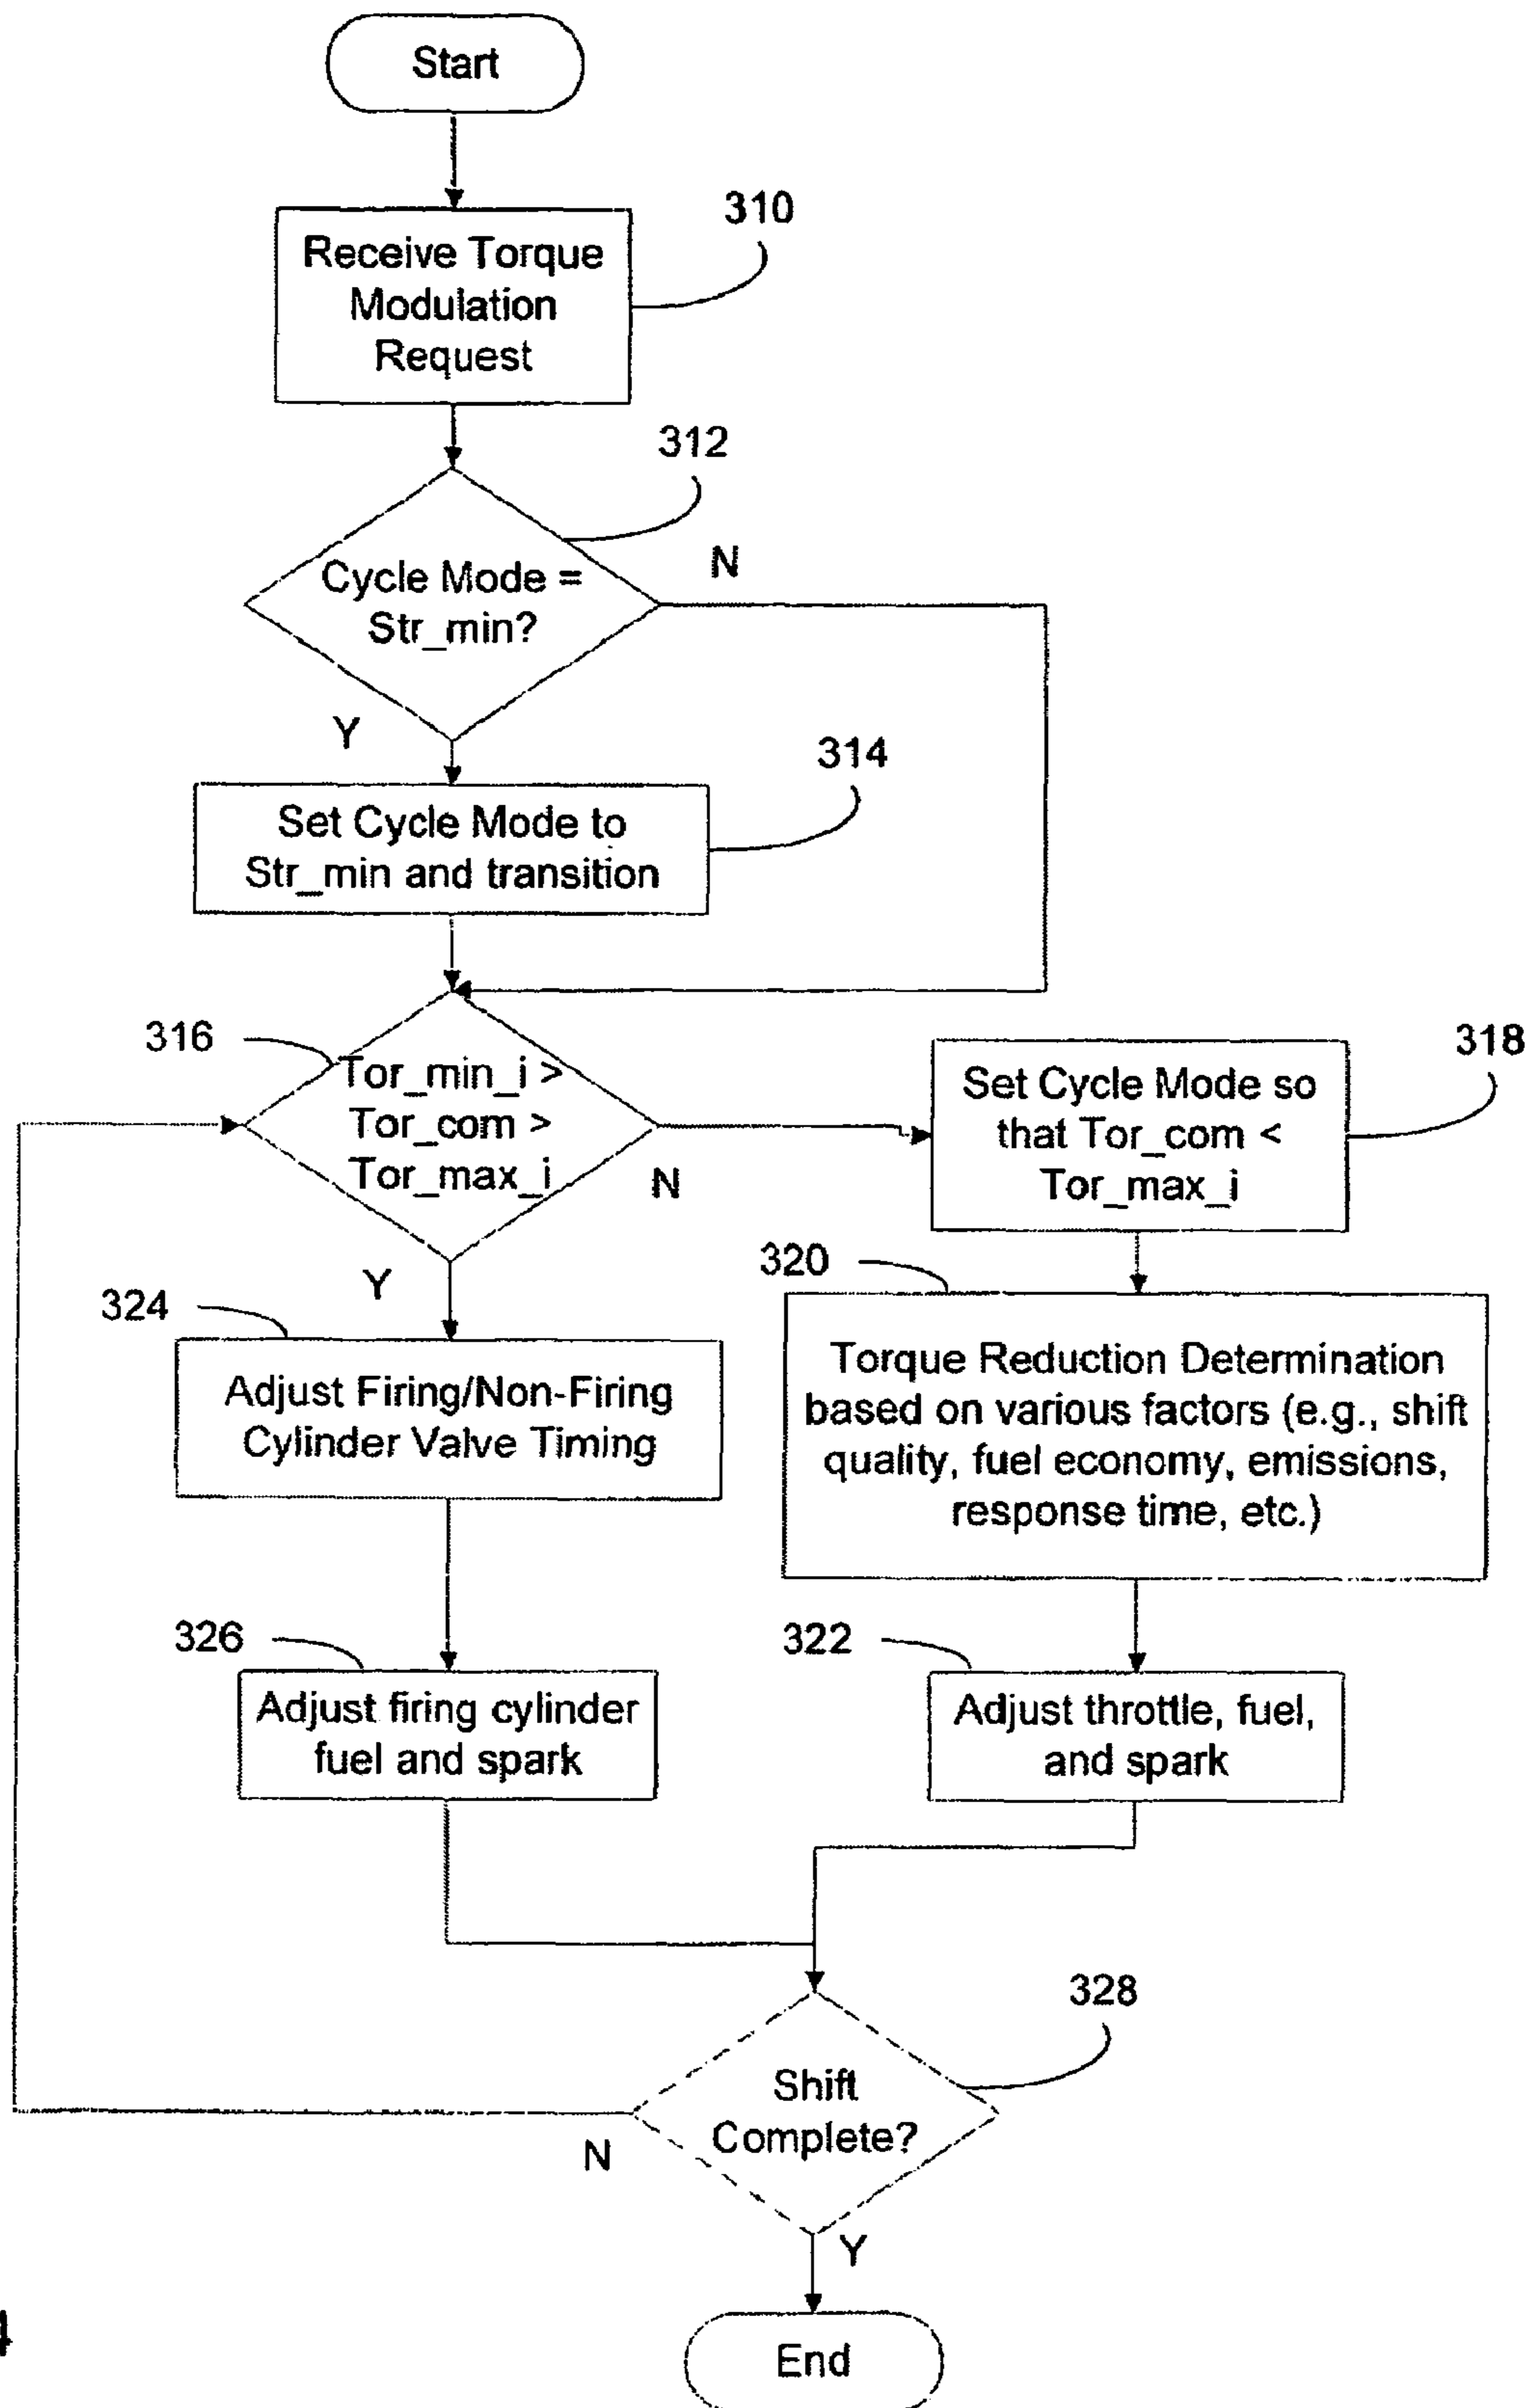 Start
310
Receive Torque
Modulation
Request
312
Cycle Mode =
Str_min?
N
Y
314
Set Cycle Mode to
Str_min and transition
316
Tor_min_i >
Tor_com >
Tor_max_i
N
Y
318
Set Cycle Mode so
that Tor_com <
Tor_max_i
320
Torque Reduction Determination
based on various factors (e.g., shift
quality, fuel economy, emissions,
response time, etc.)
324
Adjust Firing/Non-Firing
Cylinder Valve Timing
326
Adjust firing cylinder
fuel and spark
322
Adjust throttle, fuel,
and spark
328
Shift
Complete?
N
Y
End
4